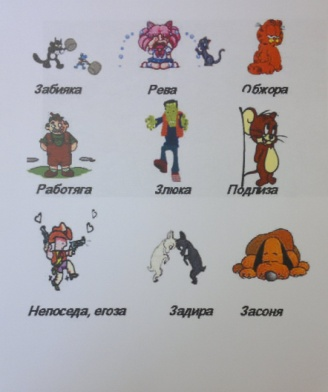 Забияка Рева Обжора
Работяга Злюка Подлиза
Непоседа, егоза Задира Засоня